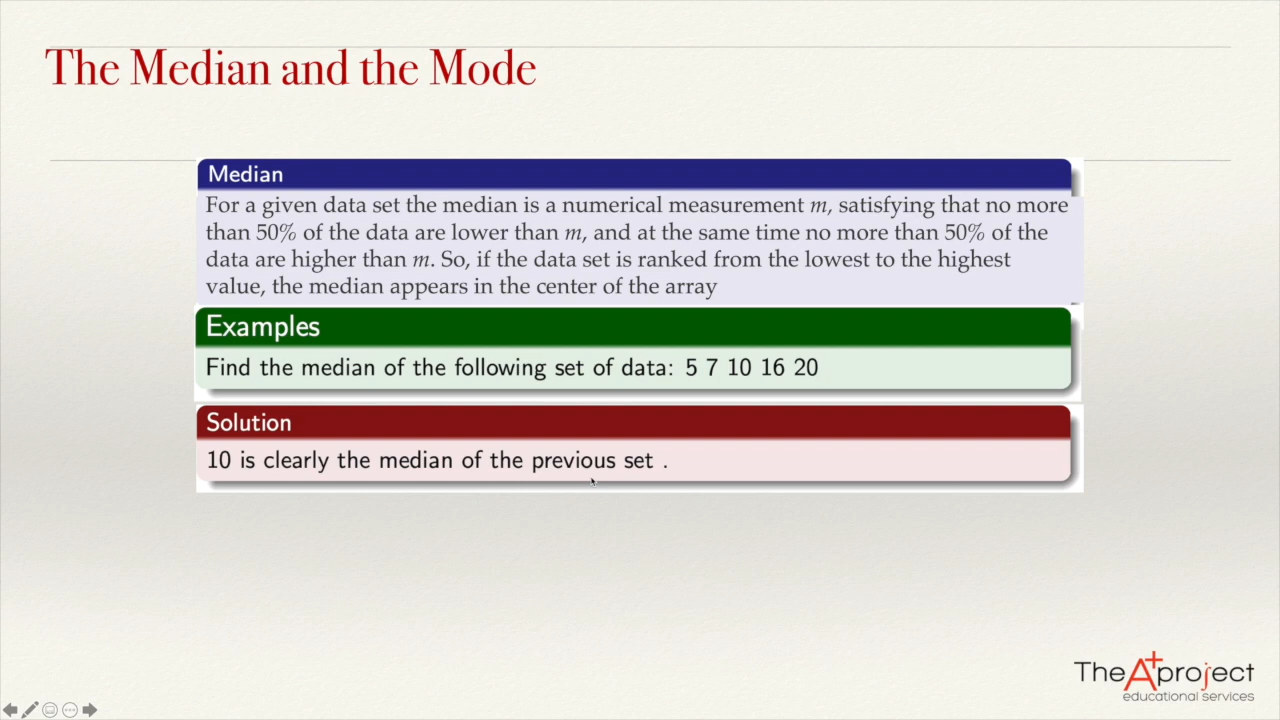 The Median and the Mode
Median
For a given data set the median is a numerical measurement m, satisfying that no more
than 50% of the data are lower than m, and at the same time no more than 50% of the
data are higher than m. So, if the data set is ranked from the lowest to the highest
value, the median appears in the center of the array
Examples
Find the median of the following set of data: 5 7 10 16 20
Solution
10 is clearly the median of the previous set .
The A+ project
educational services